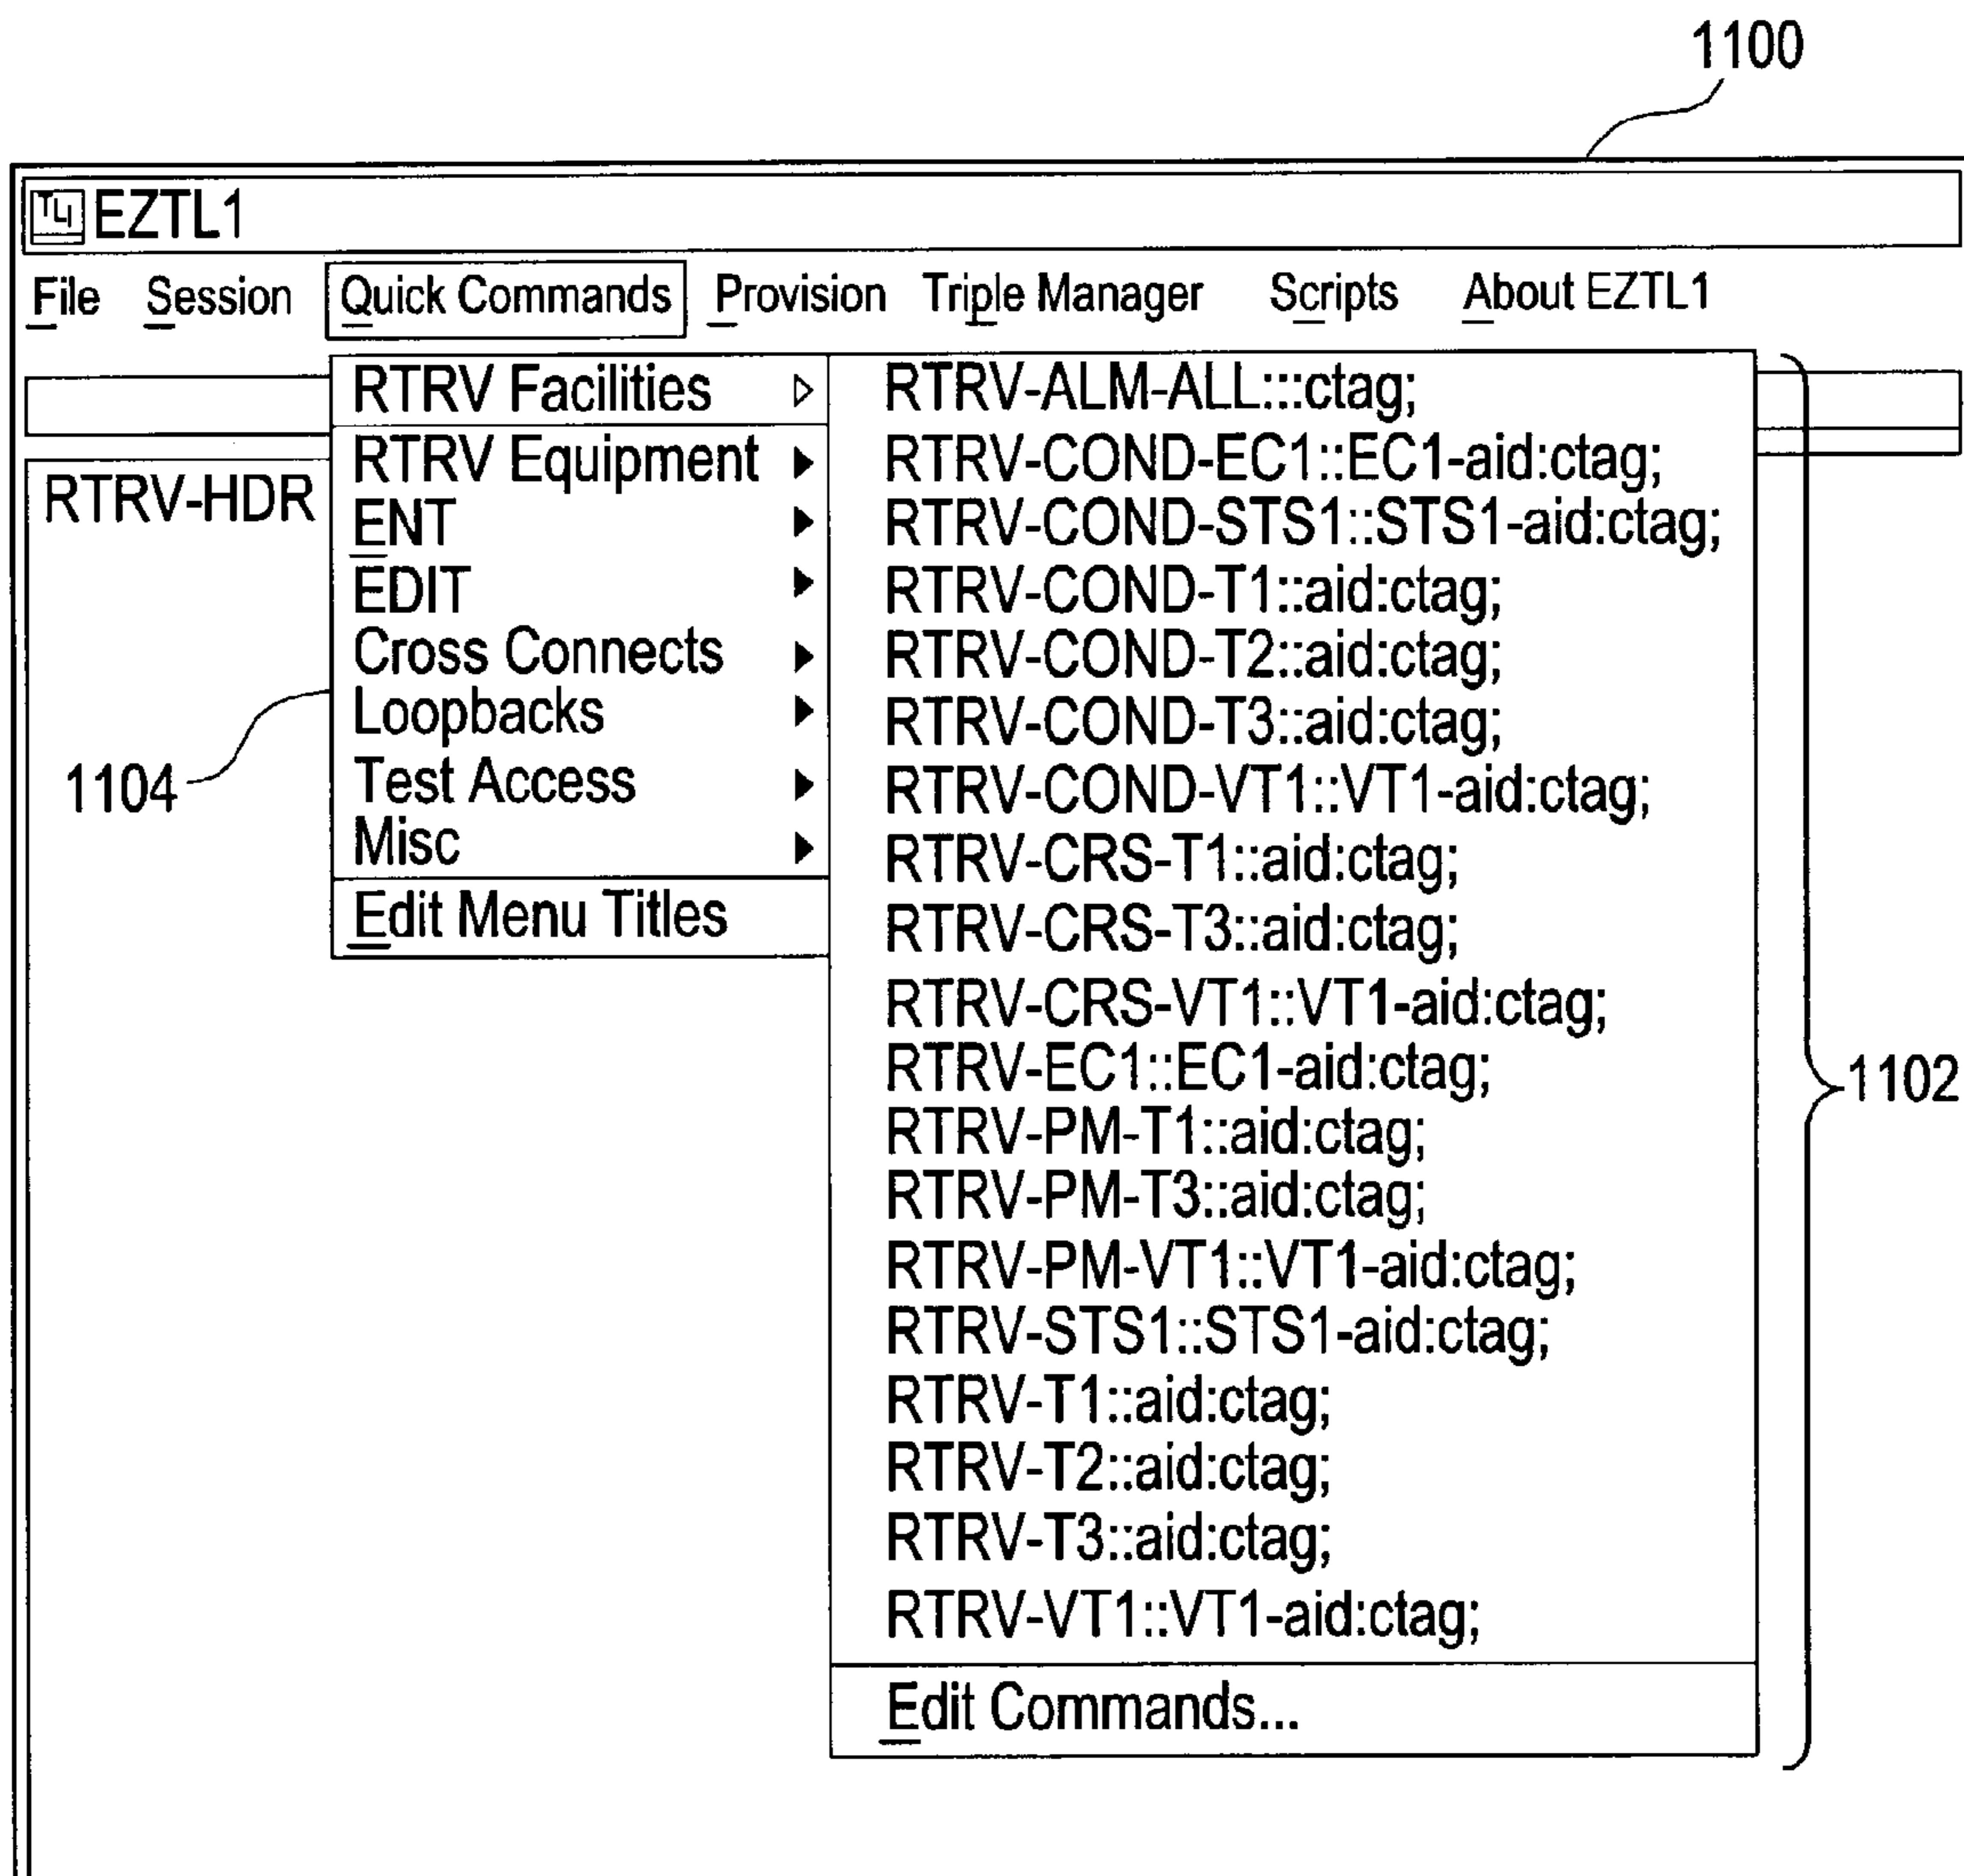 1100
TL1 EZTL1
File Session Quick Commands Provision Triple Manager Scripts About EZTL1
RTRV-HDR
RTRV Facilities
RTRV Equipment
ENT
EDIT
Cross Connects
Loopbacks
Test Access
Misc
Edit Menu Titles
1104
RTRV-ALM-ALL:::ctag;
RTRV-COND-EC1::EC1-aid:ctag;
RTRV-COND-STS1::STS1-aid:ctag;
RTRV-COND-T1::aid:ctag;
RTRV-COND-T2::aid:ctag;
RTRV-COND-T3::aid:ctag;
RTRV-COND-VT1::VT1-aid:ctag;
RTRV-CRS-T1::aid:ctag;
RTRV-CRS-T3::aid:ctag;
RTRV-CRS-VT1::VT1-aid:ctag;
RTRV-EC1::EC1-aid:ctag;
RTRV-PM-T1::aid:ctag;
RTRV-PM-T3::aid:ctag;
RTRV-PM-VT1::VT1-aid:ctag;
RTRV-STS1::STS1-aid:ctag;
RTRV-T1::aid:ctag;
RTRV-T2::aid:ctag;
RTRV-T3::aid:ctag;
RTRV-VT1::VT1-aid:ctag;
Edit Commands...
1102